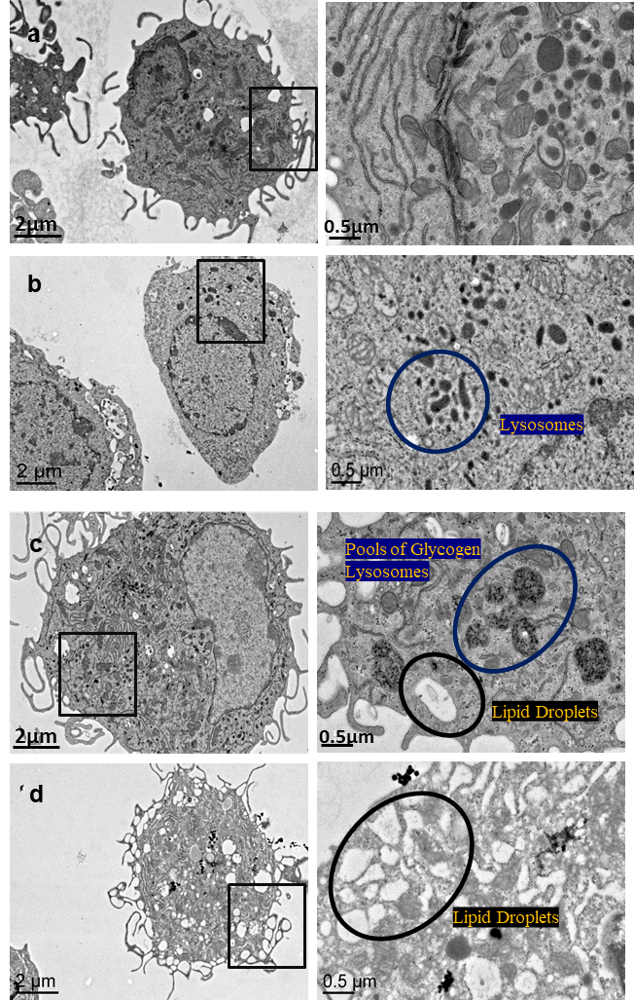 a
2µm
0.5µm
b
2 µm
Lysosomes
0.5 µm
c
2µm
Pools of Glycogen
Lysosomes
Lipid Droplets
0.5µm
d
2 µm
Lipid Droplets
0.5 µm